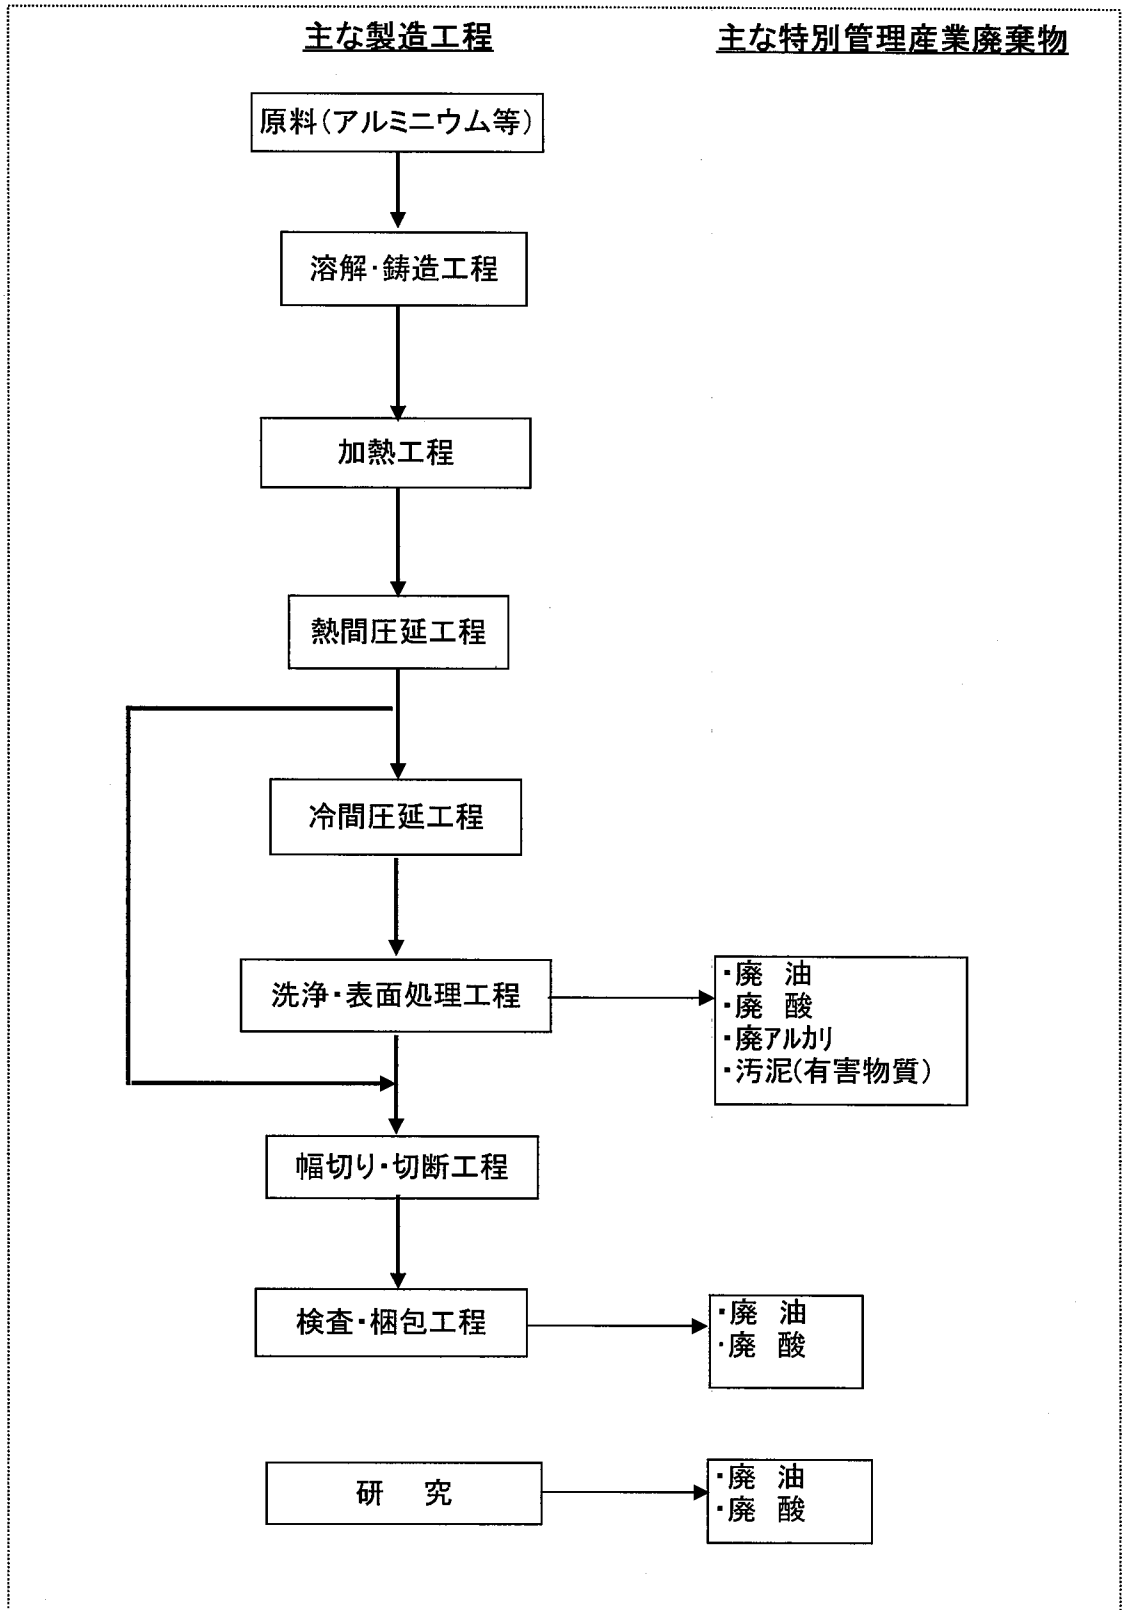 主な製造工程
主な特別管理産業廃棄物
原料(アルミニウム等)
溶解・鋳造工程
加熱工程
熱間圧延工程
冷間圧延工程
洗浄・表面処理工程
・廃 油
・廃 酸
・廃アルカリ
・汚泥(有害物質)
幅切り・切断工程
検査・梱包工程
・廃 油
・廃 酸
研 究
・廃 油
・廃 酸